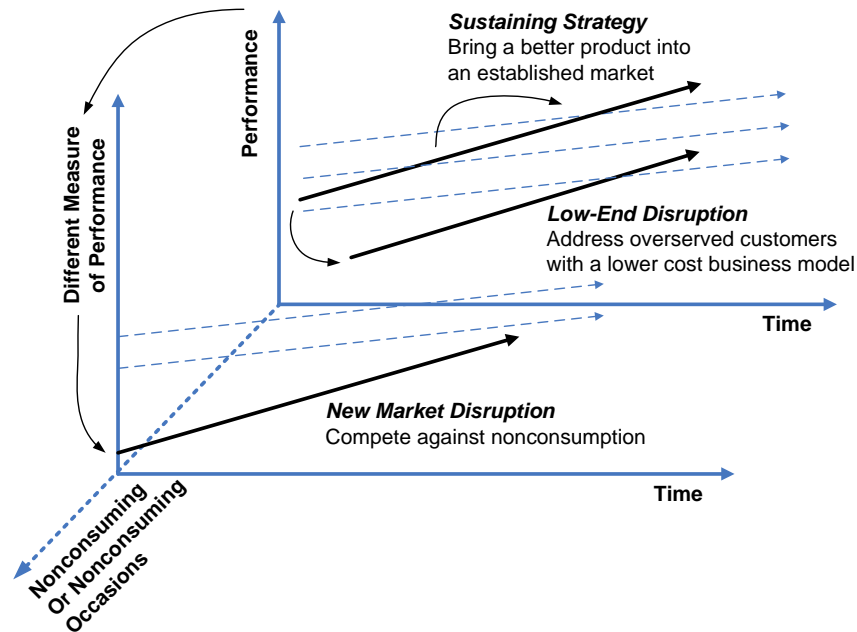 Sustaining Strategy
Bring a better product into
an established market
Performance
Different Measure
of Performance
Low-End Disruption
Address overserved customers
with a lower cost business model
Time
New Market Disruption
Compete against nonconsumption
Time
Nonconsuming
Or Nonconsuming
Occasions